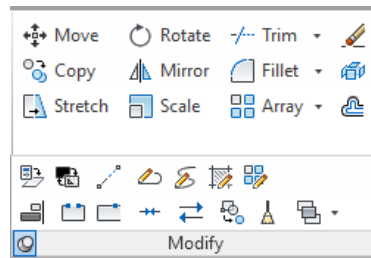 Move Rotate Trim
Copy Mirror Fillet
Stretch Scale Array
Modify